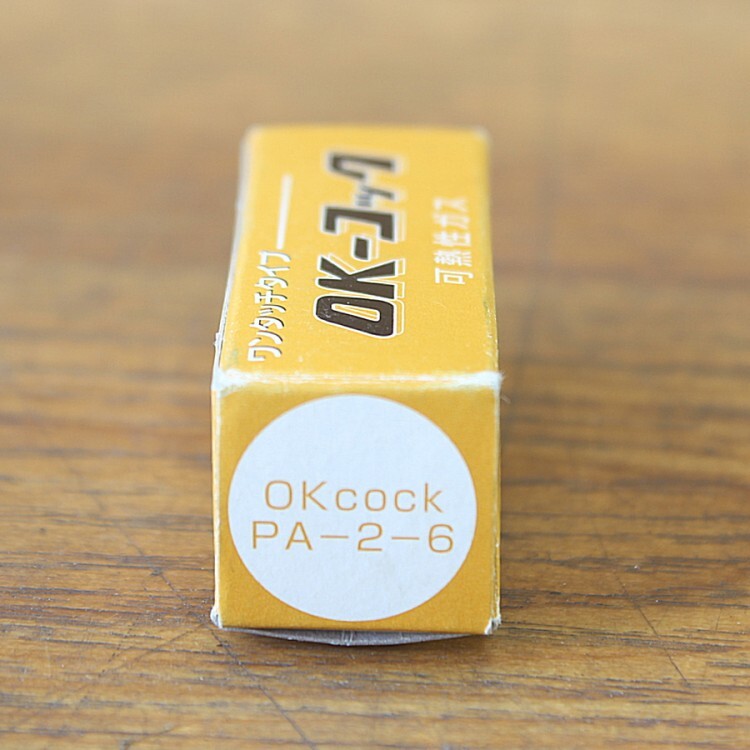 ワンタッチタイプ
OK-コック
可熱性ガス
OKcock
PA-2-6